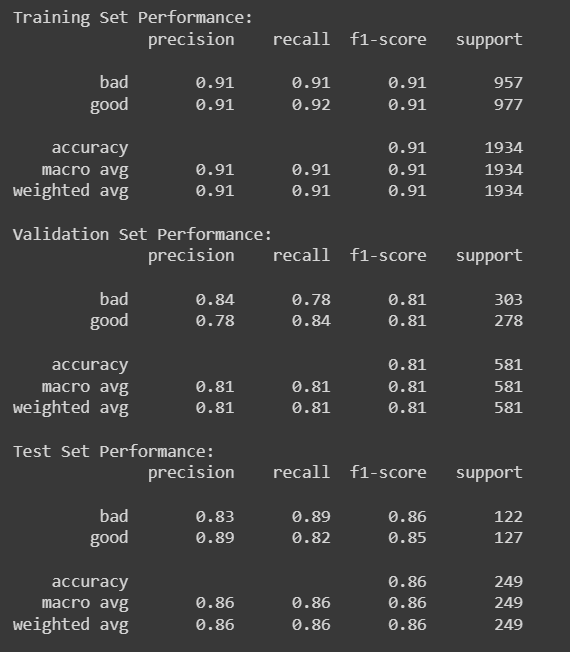 Training Set Performance:
precision recall f1-score support
bad 0.91 0.91 0.91 957
good 0.91 0.92 0.91 977
accuracy 0.91 1934
macro avg 0.91 0.91 0.91 1934
weighted avg 0.91 0.91 0.91 1934
Validation Set Performance:
precision recall f1-score support
bad 0.84 0.78 0.81 303
good 0.78 0.84 0.81 278
accuracy 0.81 581
macro avg 0.81 0.81 0.81 581
weighted avg 0.81 0.81 0.81 581
Test Set Performance:
precision recall f1-score support
bad 0.83 0.89 0.86 122
good 0.89 0.82 0.85 127
accuracy 0.86 249
macro avg 0.86 0.86 0.86 249
weighted avg 0.86 0.86 0.86 249